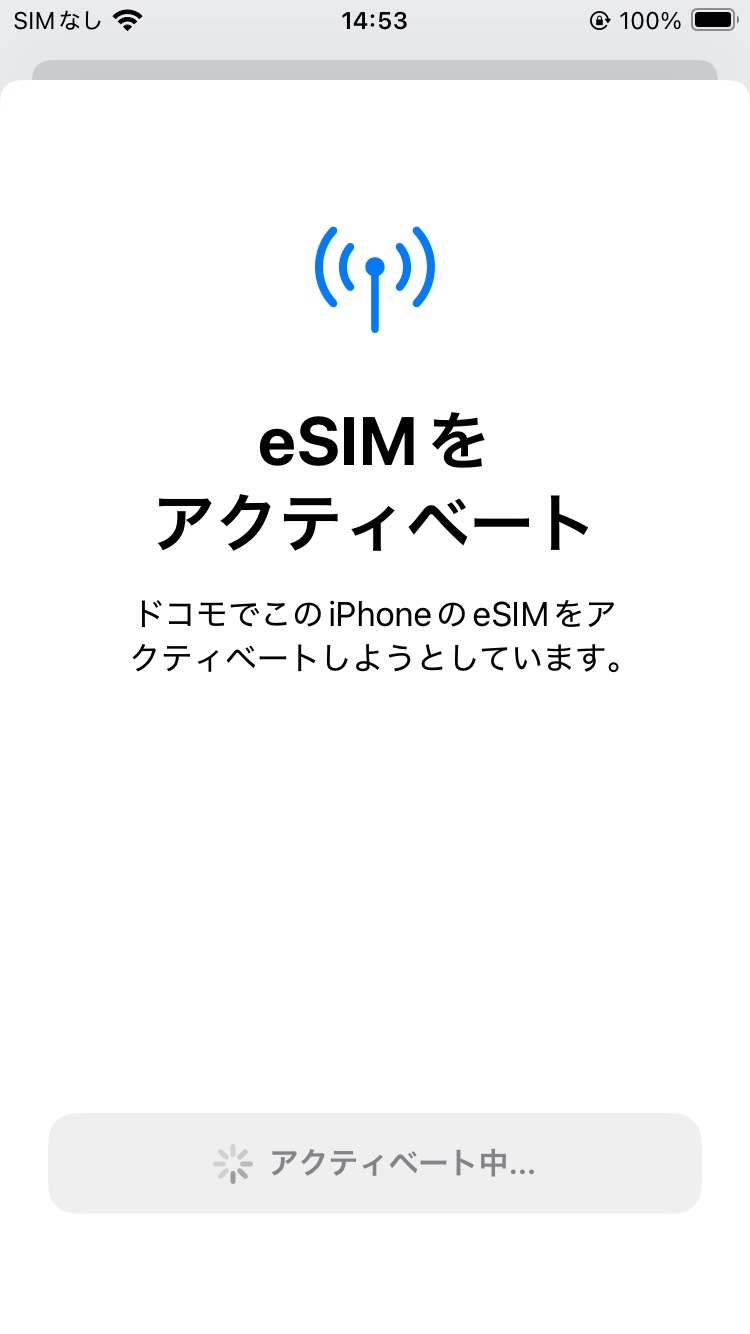 SIMなし 14:53 100%
eSIMを
アクティベート
ドコモでこのiPhoneのeSIMをア
クティベートしようとしています。
アクティベート中...